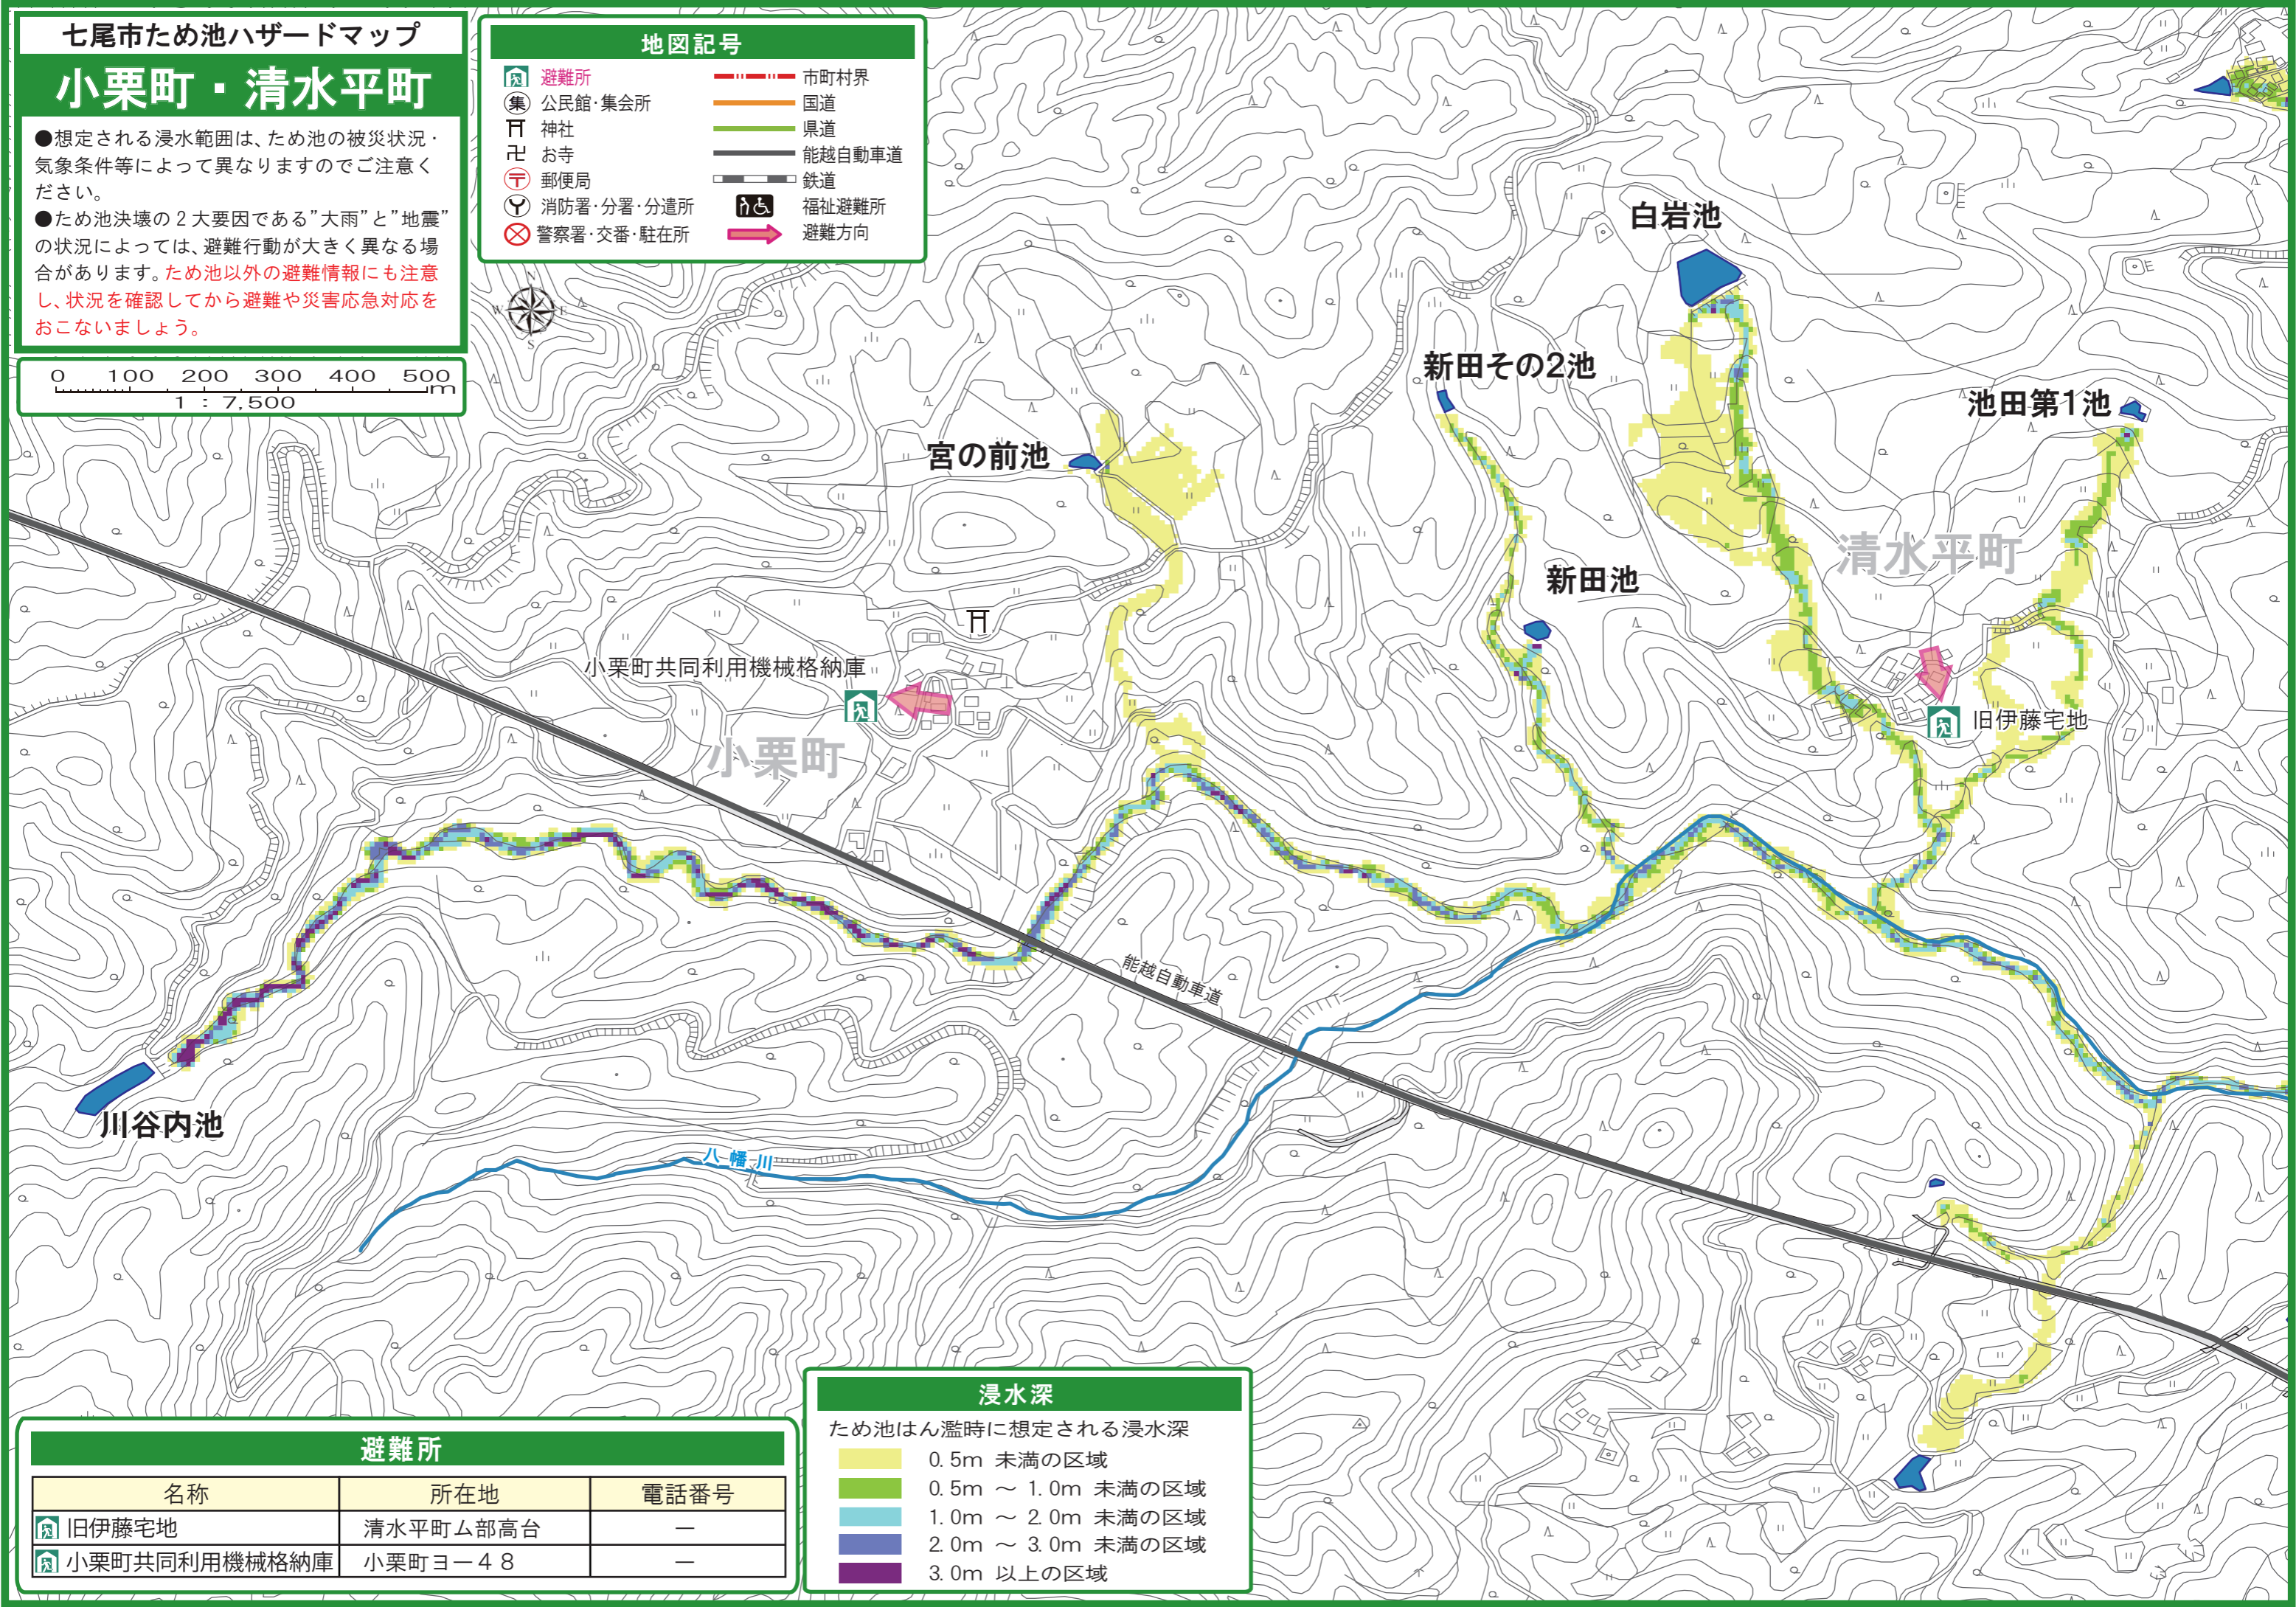 七尾市ため池ハザードマップ
小栗町・清水平町
●想定される浸水範囲は、ため池の被災状況・
気象条件等によって異なりますのでご注意く
ださい。
●ため池決壊の2大要因である”大雨”と”地震”
の状況によっては、避難行動が大きく異なる場
合があります。ため池以外の避難情報にも注意
し、状況を確認してから避難や災害応急対応を
おこないましょう。
0 100 200 300 400 500
m
1 : 7,500
地図記号
避難所
集 公民館・集会所
神社
お寺
郵便局
消防署・分署・分遣所
警察署・交番・駐在所
市町村界
国道
県道
能越自動車道
鉄道
福祉避難所
避難方向
N
W E
S
白岩池
新田その2池
池田第1池
宮の前池
清水平町
新田池
小栗町共同利用機械格納庫
旧伊藤宅地
小栗町
能越自動車道
川谷内池
八幡川
避難所
名称 所在地 電話番号
旧伊藤宅地 清水平町ム部高台 ―
小栗町共同利用機械格納庫 小栗町ヨー48 ―
浸水深
ため池はん濫時に想定される浸水深
0.5m 未満の区域
0.5m ～ 1.0m 未満の区域
1.0m ～ 2.0m 未満の区域
2.0m ～ 3.0m 未満の区域
3.0m 以上の区域